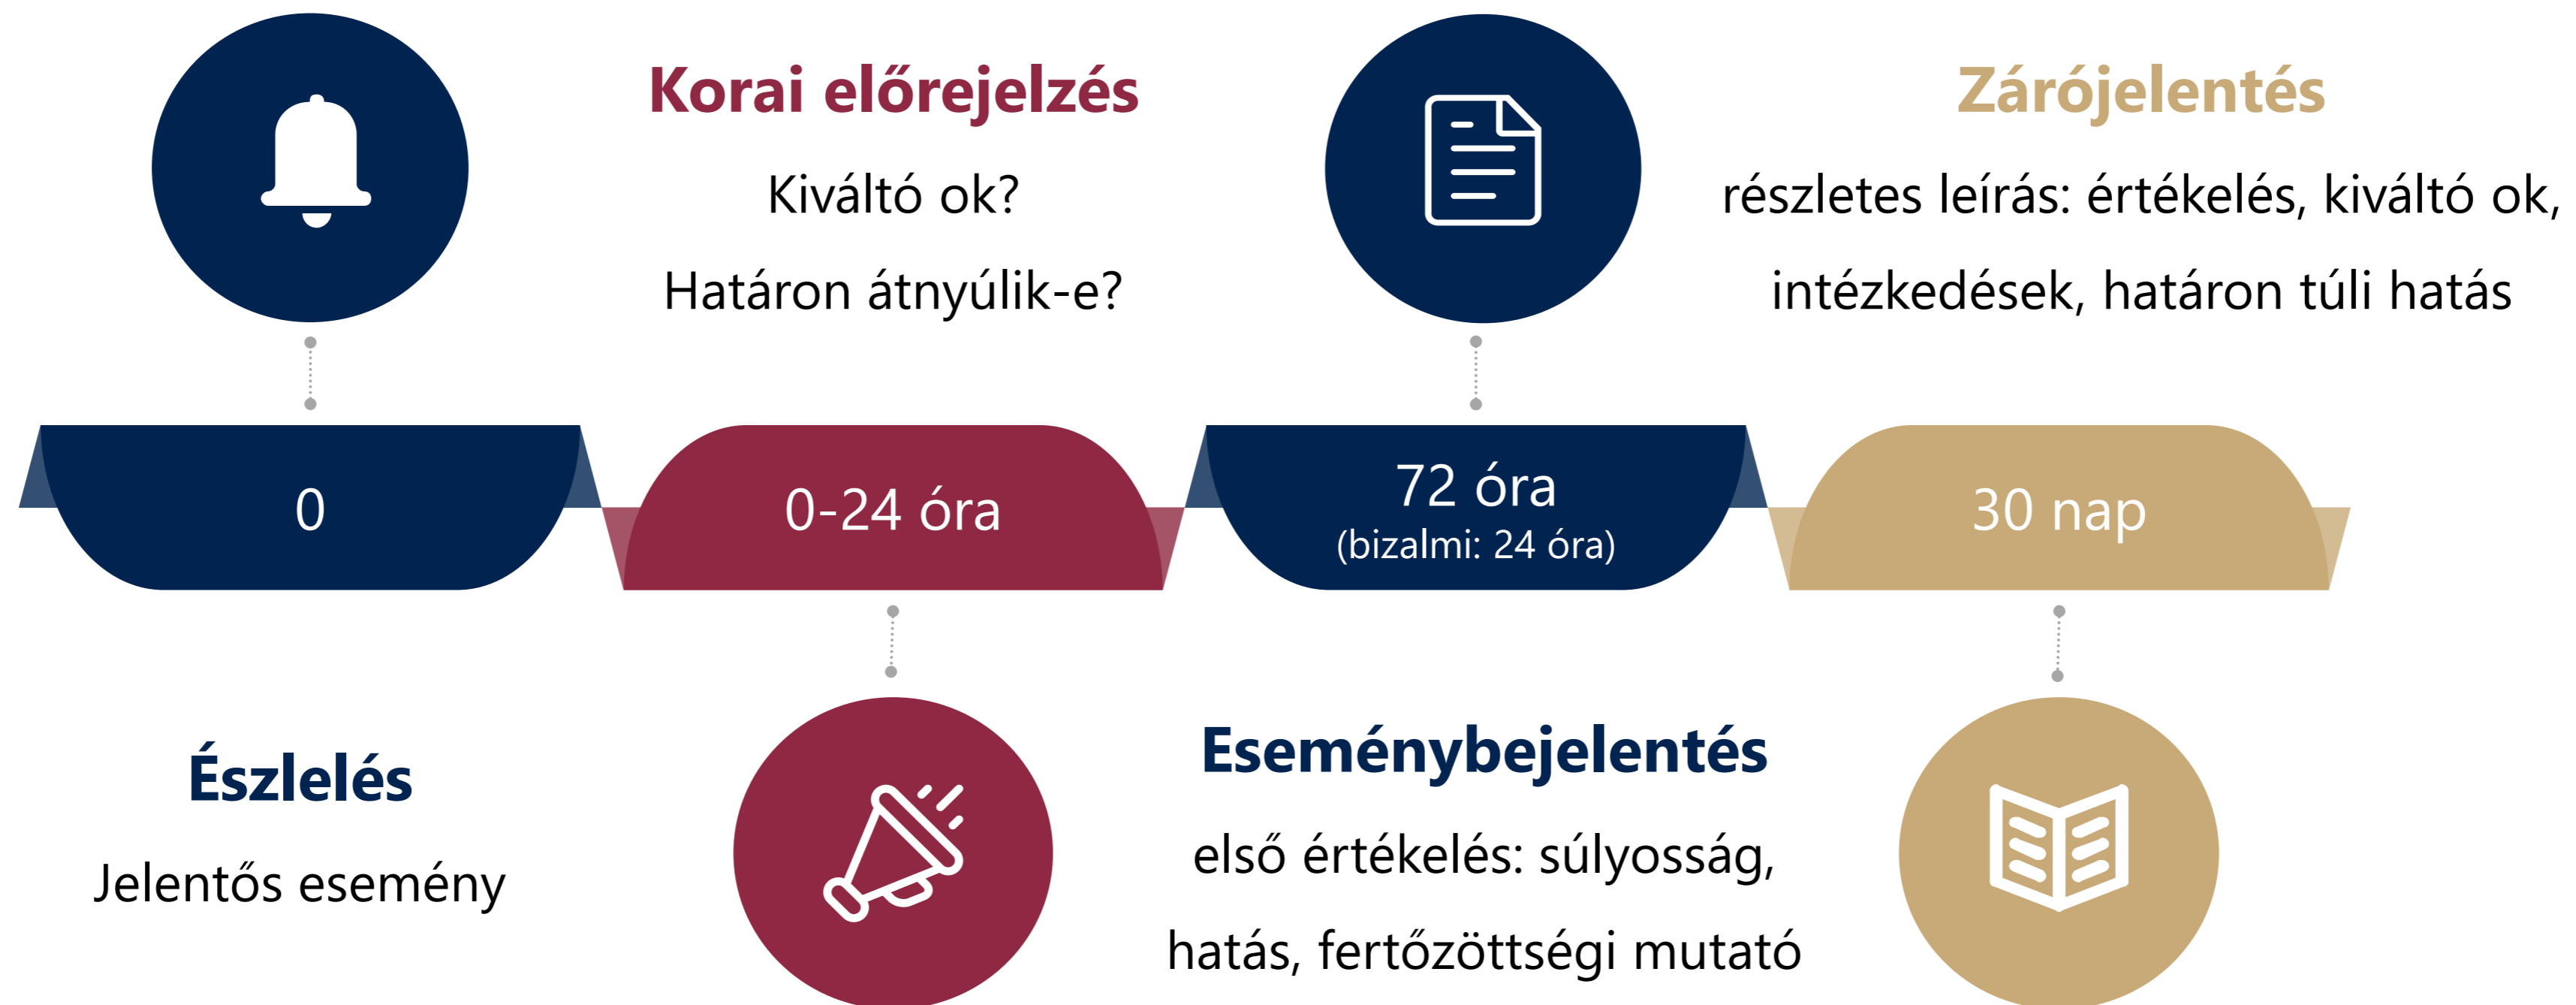 0
Észlelés
Jelentős esemény
Korai előrejelzés
Kiváltó ok?
Határon átnyúlik-e?
0-24 óra
72 óra
(bizalmi: 24 óra)
Eseménybejelentés
első értékelés: súlyosság,
hatás, fertőzöttségi mutató
Zárójelentés
részletes leírás: értékelés, kiváltó ok,
intézkedések, határon túli hatás
30 nap